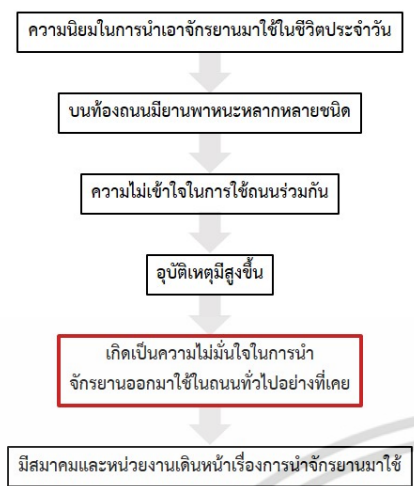 ความนิยมในการนำเอาจักรยานมาใช้ในชีวิตประจำวัน
บนท้องถนนมียานพาหนะหลากหลายชนิด
ความไม่เข้าใจในการใช้ถนนร่วมกัน
อุบัติเหตุมีสูงขึ้น
เกิดเป็นความไม่มั่นใจในการนำ
จักรยานออกมาใช้ในถนนทั่วไปอย่างที่เคย
มีสมาคมและหน่วยงานเดินหน้าเรื่องการนำจักรยานมาใช้